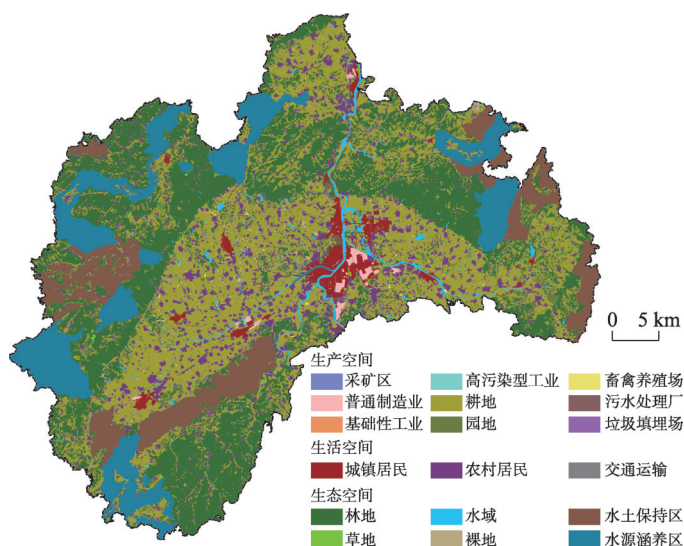 0 5 km
生产空间
采矿区 高污染型工业 畜禽养殖场
普通制造业 耕地 污水处理厂
基础性工业 园地 垃圾填埋场
生活空间
城镇居民 农村居民 交通运输
生态空间
林地 水域 水土保持区
草地 裸地 水源涵养区